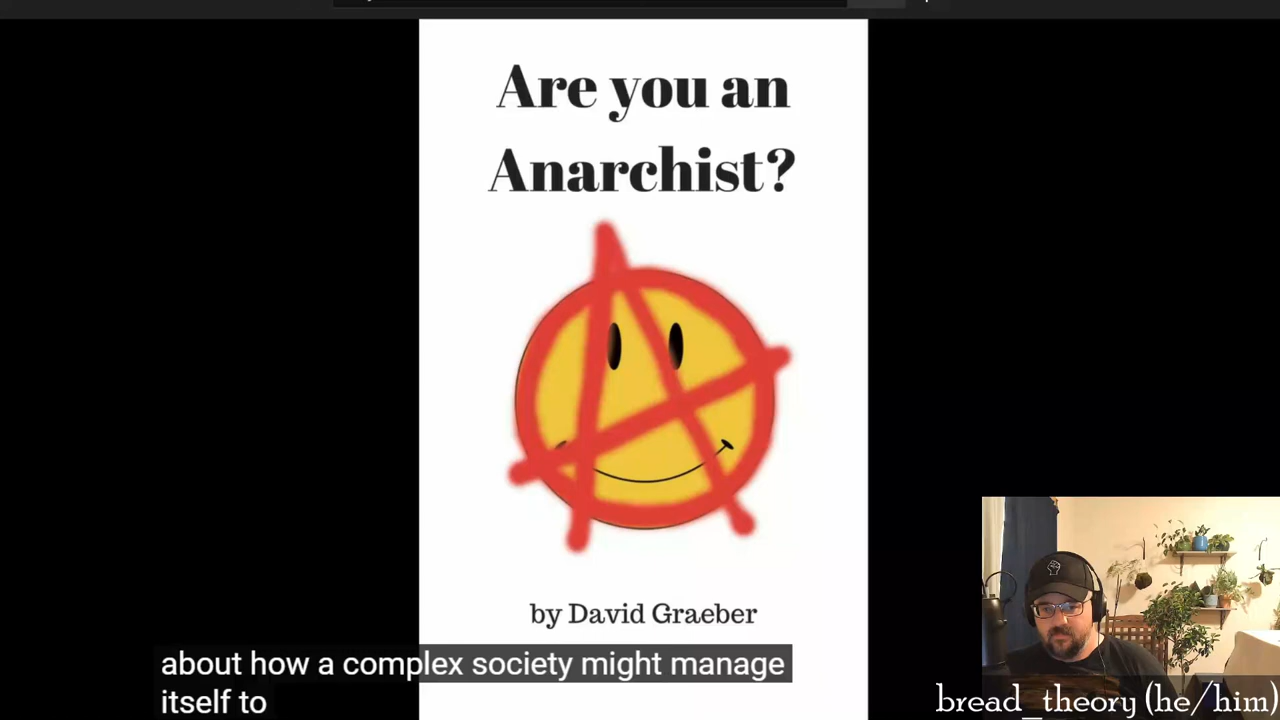 Are you an
Anarchist?
by David Graeber
about how a complex society might manage
itself to
bread_theory (he/him)